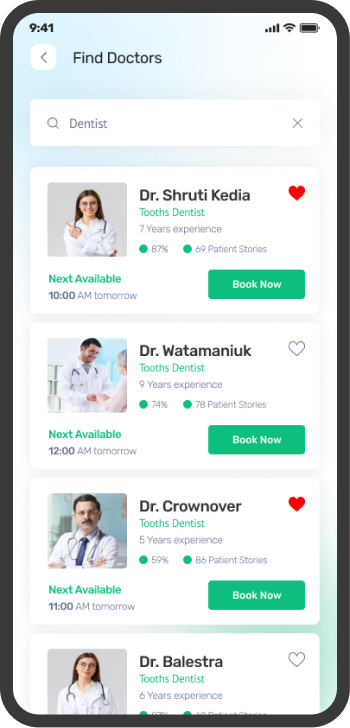 9:41
Find Doctors
Dentist
Dr. Shruti Kedia
Tooths Dentist
7 Years experience
87% 69 Patient Stories
Next Available
10:00 AM tomorrow
Book Now
Dr. Watamaniuk
Tooths Dentist
9 Years experience
74% 78 Patient Stories
Next Available
12:00 AM tomorrow
Book Now
Dr. Crownover
Tooths Dentist
5 Years experience
59% 86 Patient Stories
Next Available
11:00 AM tomorrow
Book Now
Dr. Balestra
Tooths Dentist
6 Years experience
Patient Stories